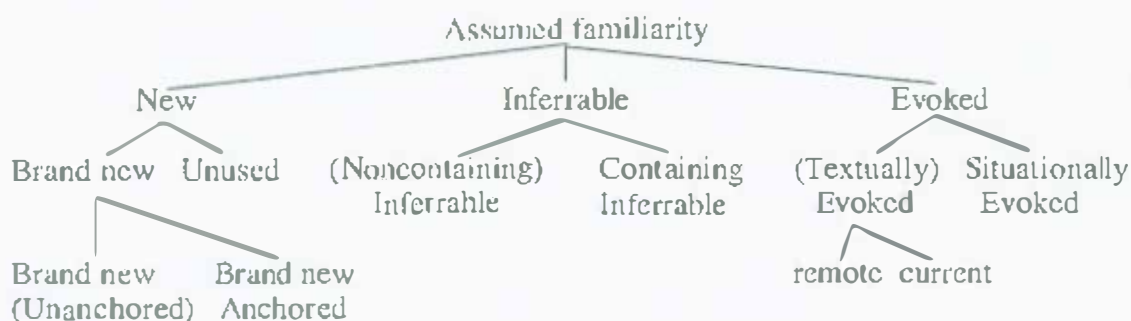 Assumed familiarity
New Inferrable Evoked
Brand new Unused (Noncontaining) Containing (Textually) Situationally
Inferrable Inferrable Evoked Evoked
Brand new Brand new remote current
(Unanchored) Anchored